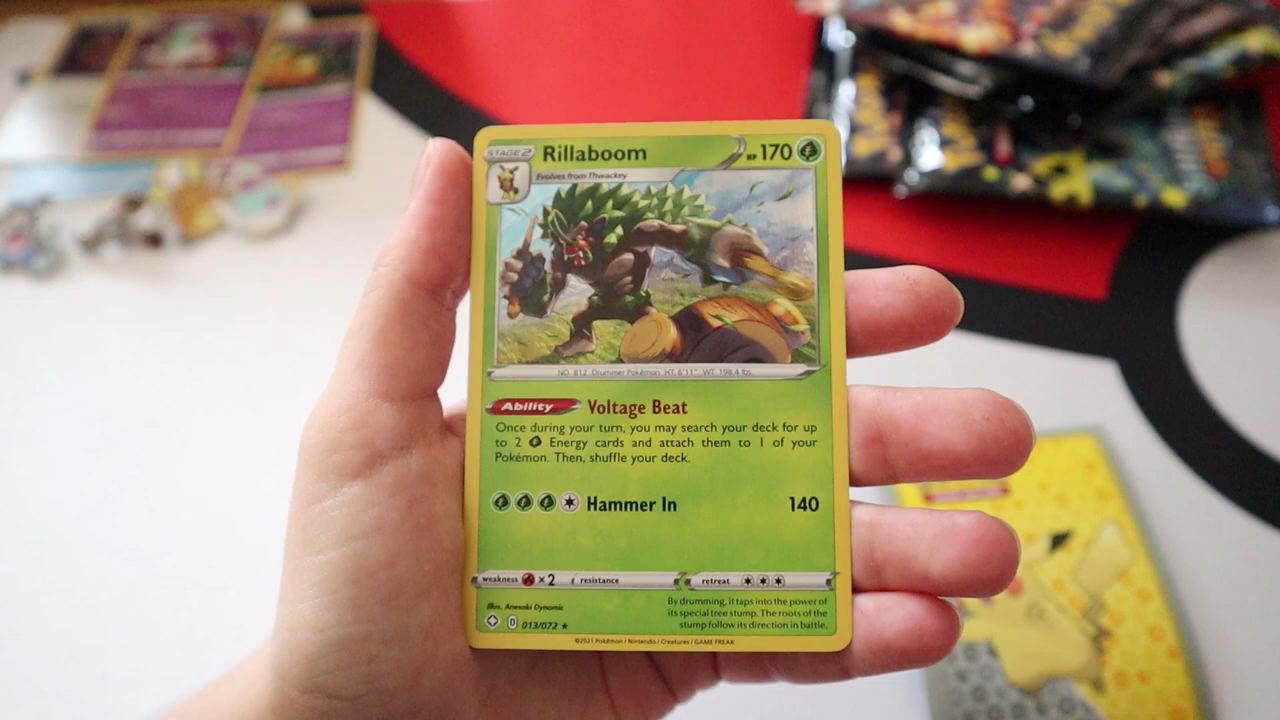 STAGE 2 Rillaboom HP 170
Evolves from Thwackey
NO. 812 Drummer Pokémon HT: 6'11" WT: 198.4 lbs.
Ability Voltage Beat
Once during your turn, you may search your deck for up
to 2 Energy cards and attach them to 1 of your
Pokémon. Then, shuffle your deck.
Hammer In 140
weakness ×2 resistance retreat
Illus. Anesaki Dynamic
By drumming, it taps into the power of
its special tree stump. The roots of the
stump follow its direction in battle.
D 013/072 ★
©2021 Pokémon / Nintendo / Creatures / GAME FREAK.